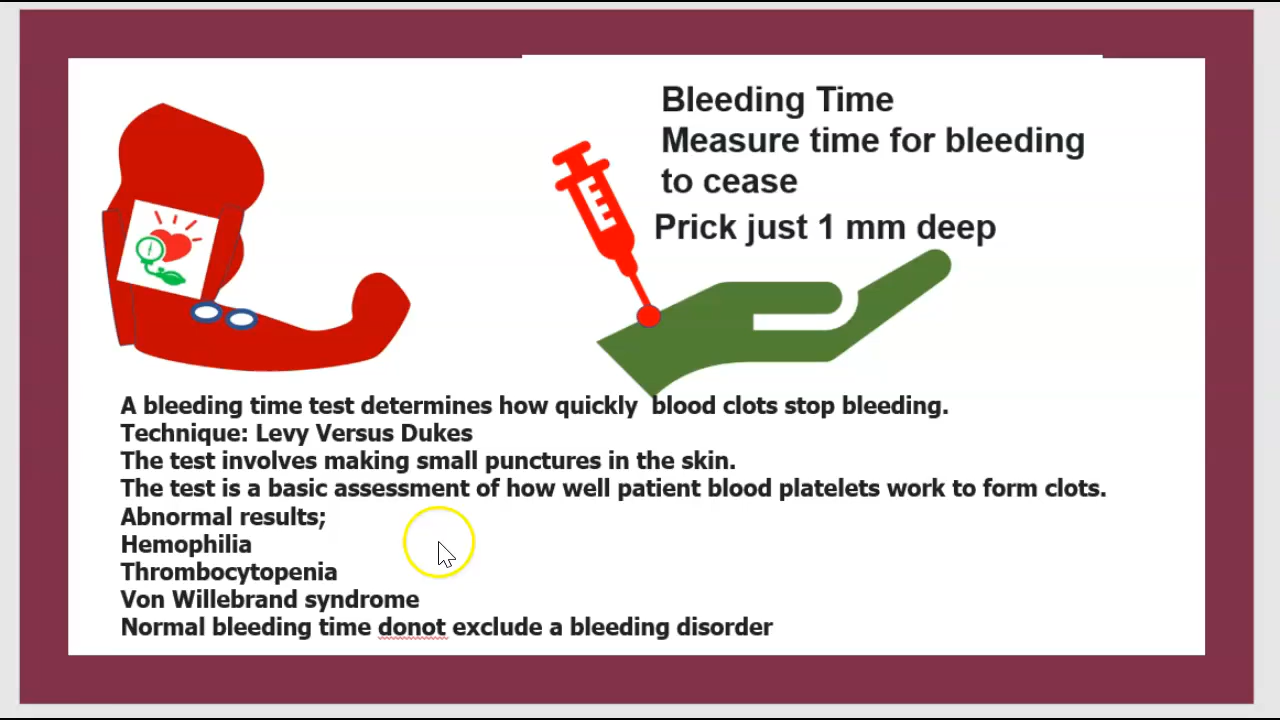 Bleeding Time
Measure time for bleeding
to cease
Prick just 1 mm deep
A bleeding time test determines how quickly  blood clots stop bleeding.
Technique: Levy Versus Dukes
The test involves making small punctures in the skin.
The test is a basic assessment of how well patient blood platelets work to form clots.
Abnormal results;
Hemophilia
Thrombocytopenia
Von Willebrand syndrome
Normal bleeding time donot exclude a bleeding disorder